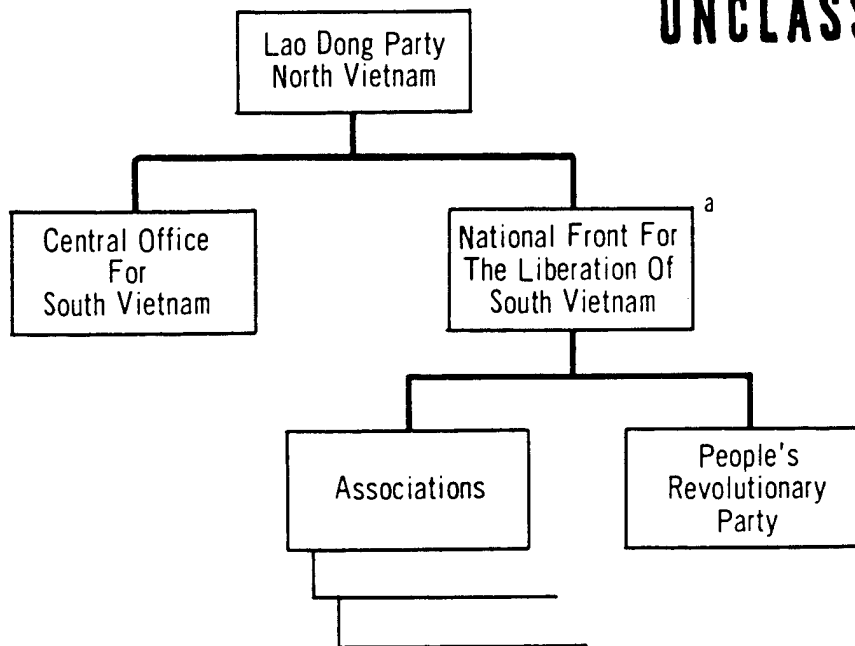 UNCLASS
Lao Dong Party
North Vietnam
Central Office
For
South Vietnam
a
National Front For
The Liberation Of
South Vietnam
Associations
People's
Revolutionary
Party